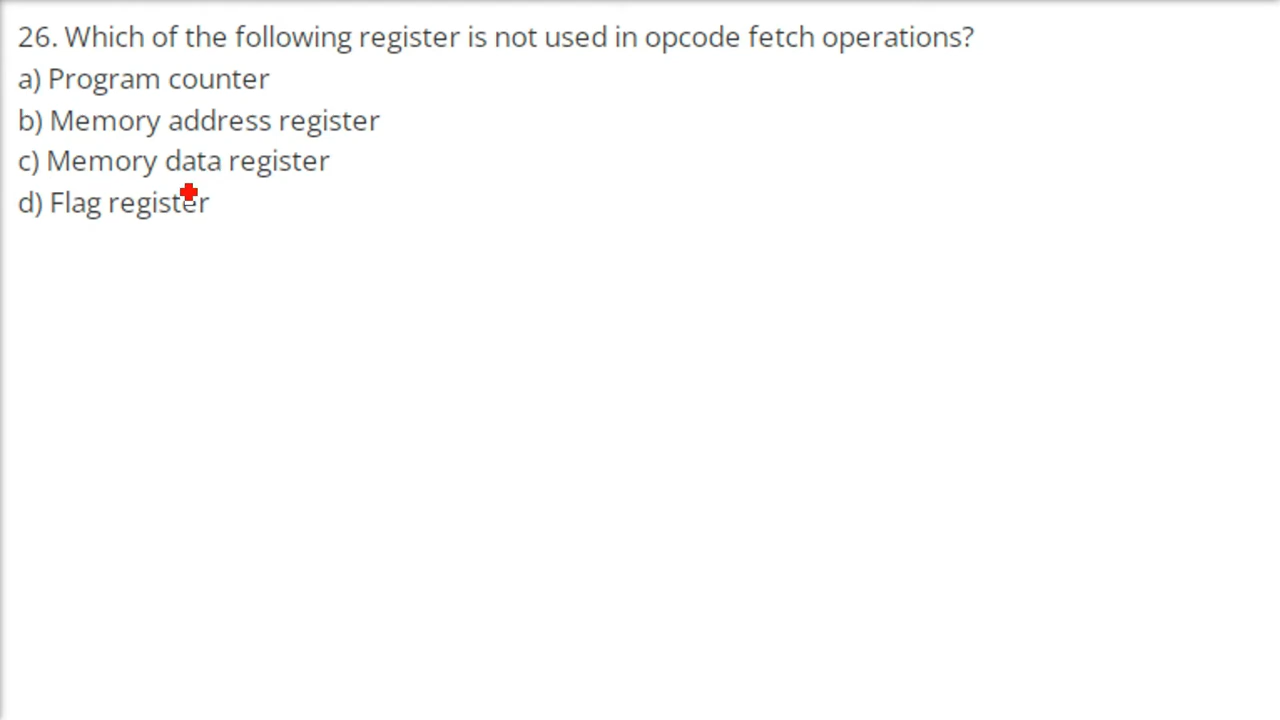 26. Which of the following register is not used in opcode fetch operations?
a) Program counter
b) Memory address register
c) Memory data register
d) Flag register